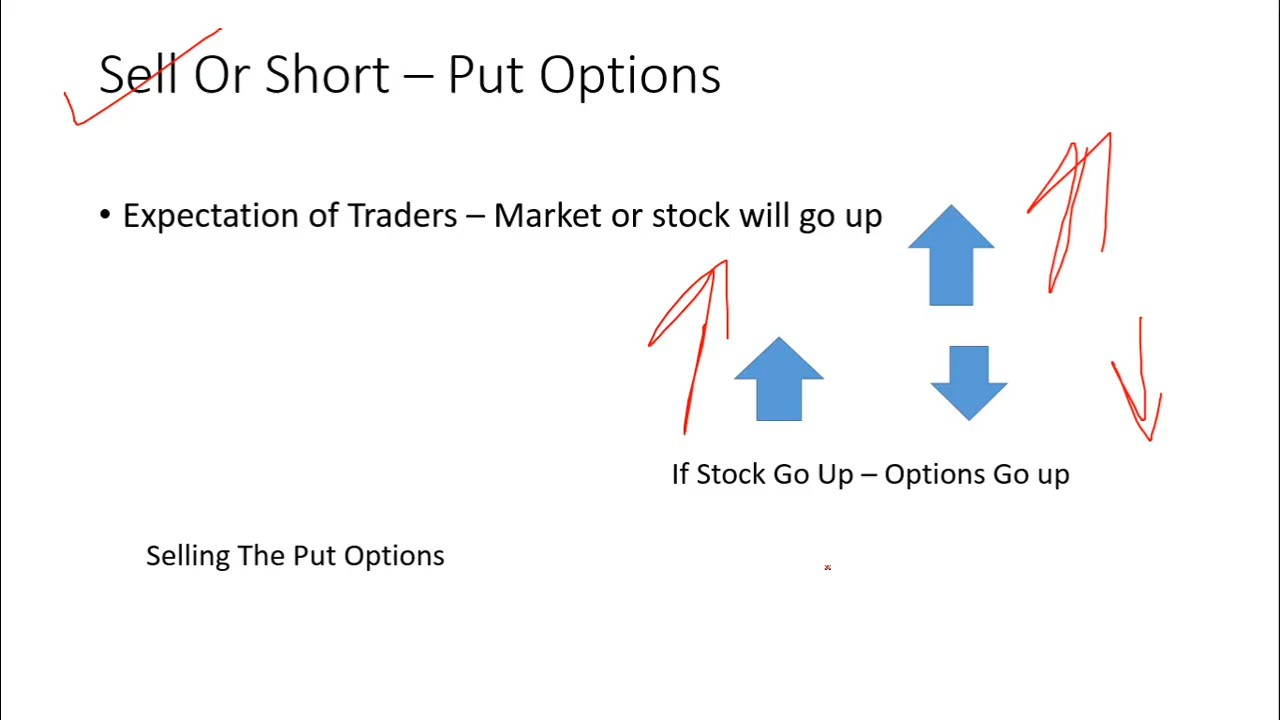 Sell Or Short – Put Options
• Expectation of Traders – Market or stock will go up
If Stock Go Up – Options Go up
Selling The Put Options